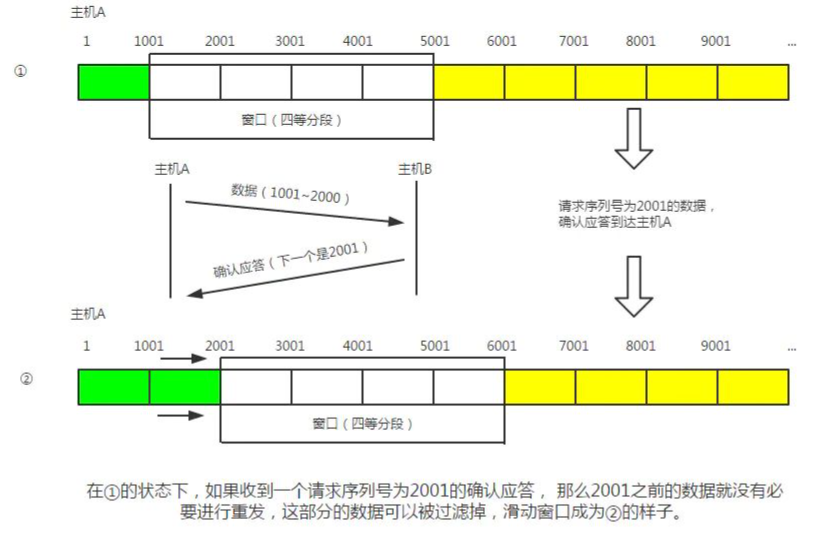 主机A
1 1001 2001 3001 4001 5001 6001 7001 8001 9001 ...
①
窗口（四等分段）
主机A 主机B
数据（1001~2000）
请求序列号为2001的数据，
确认应答到达主机A
确认应答（下一个是2001）
主机A
1 1001 2001 3001 4001 5001 6001 7001 8001 9001 ...
②
窗口（四等分段）
在①的状态下，如果收到一个请求序列号为2001的确认应答， 那么2001之前的数据就没有必
要进行重发，这部分的数据可以被过滤掉，滑动窗口成为②的样子。